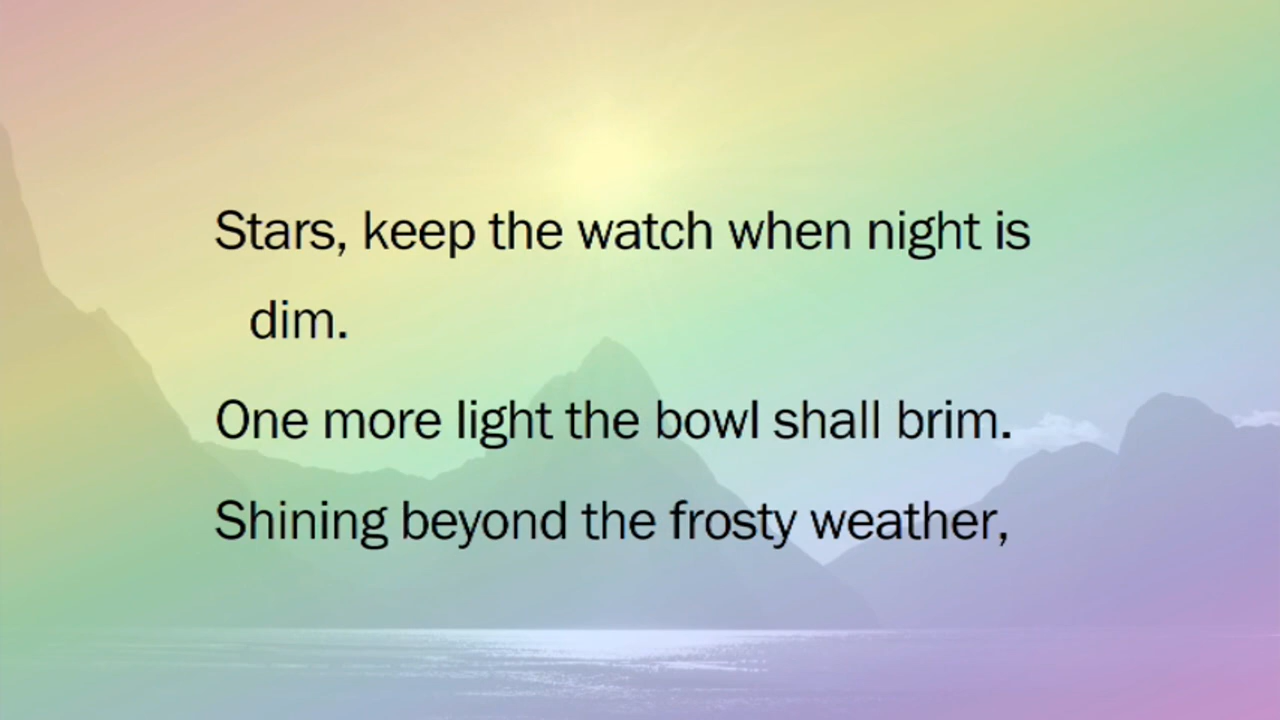 Stars, keep the watch when night is
dim.
One more light the bowl shall brim.
Shining beyond the frosty weather,